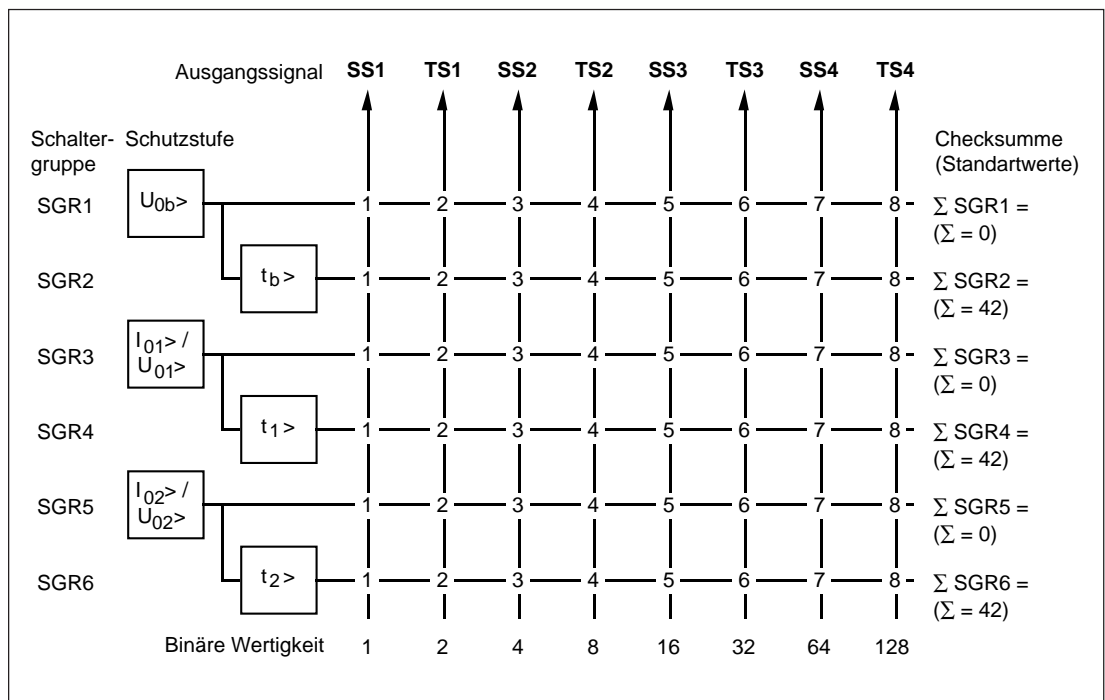 Ausgangssignal SS1 TS1 SS2 TS2 SS3 TS3 SS4 TS4
Schalter- Schutzstufe Checksumme
gruppe (Standartwerte)
SGR1 U0b> 1 2 3 4 5 6 7 8 ∑ SGR1 =
(∑ = 0)
SGR2 tb> 1 2 3 4 5 6 7 8 ∑ SGR2 =
(∑ = 42)
I01> /
SGR3 U01> 1 2 3 4 5 6 7 8 ∑ SGR3 =
(∑ = 0)
SGR4 t1> 1 2 3 4 5 6 7 8 ∑ SGR4 =
(∑ = 42)
I02> /
SGR5 U02> 1 2 3 4 5 6 7 8 ∑ SGR5 =
(∑ = 0)
SGR6 t2> 1 2 3 4 5 6 7 8 ∑ SGR6 =
(∑ = 42)
Binäre Wertigkeit 1 2 4 8 16 32 64 128